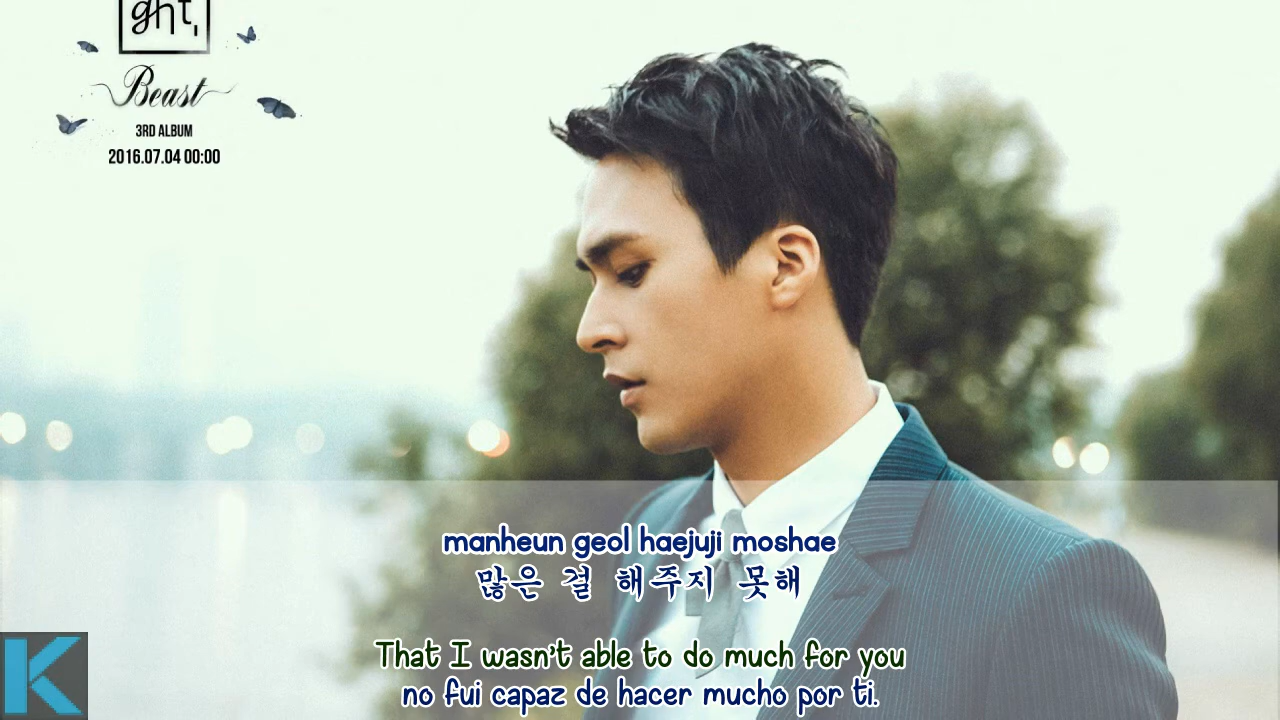 ght,
Beast
3RD ALBUM
2016.07.04 00:00
manheun geol haejuji moshae
많은 걸 해주지 못해
That I wasn't able to do much for you
no fui capaz de hacer mucho por ti.
K